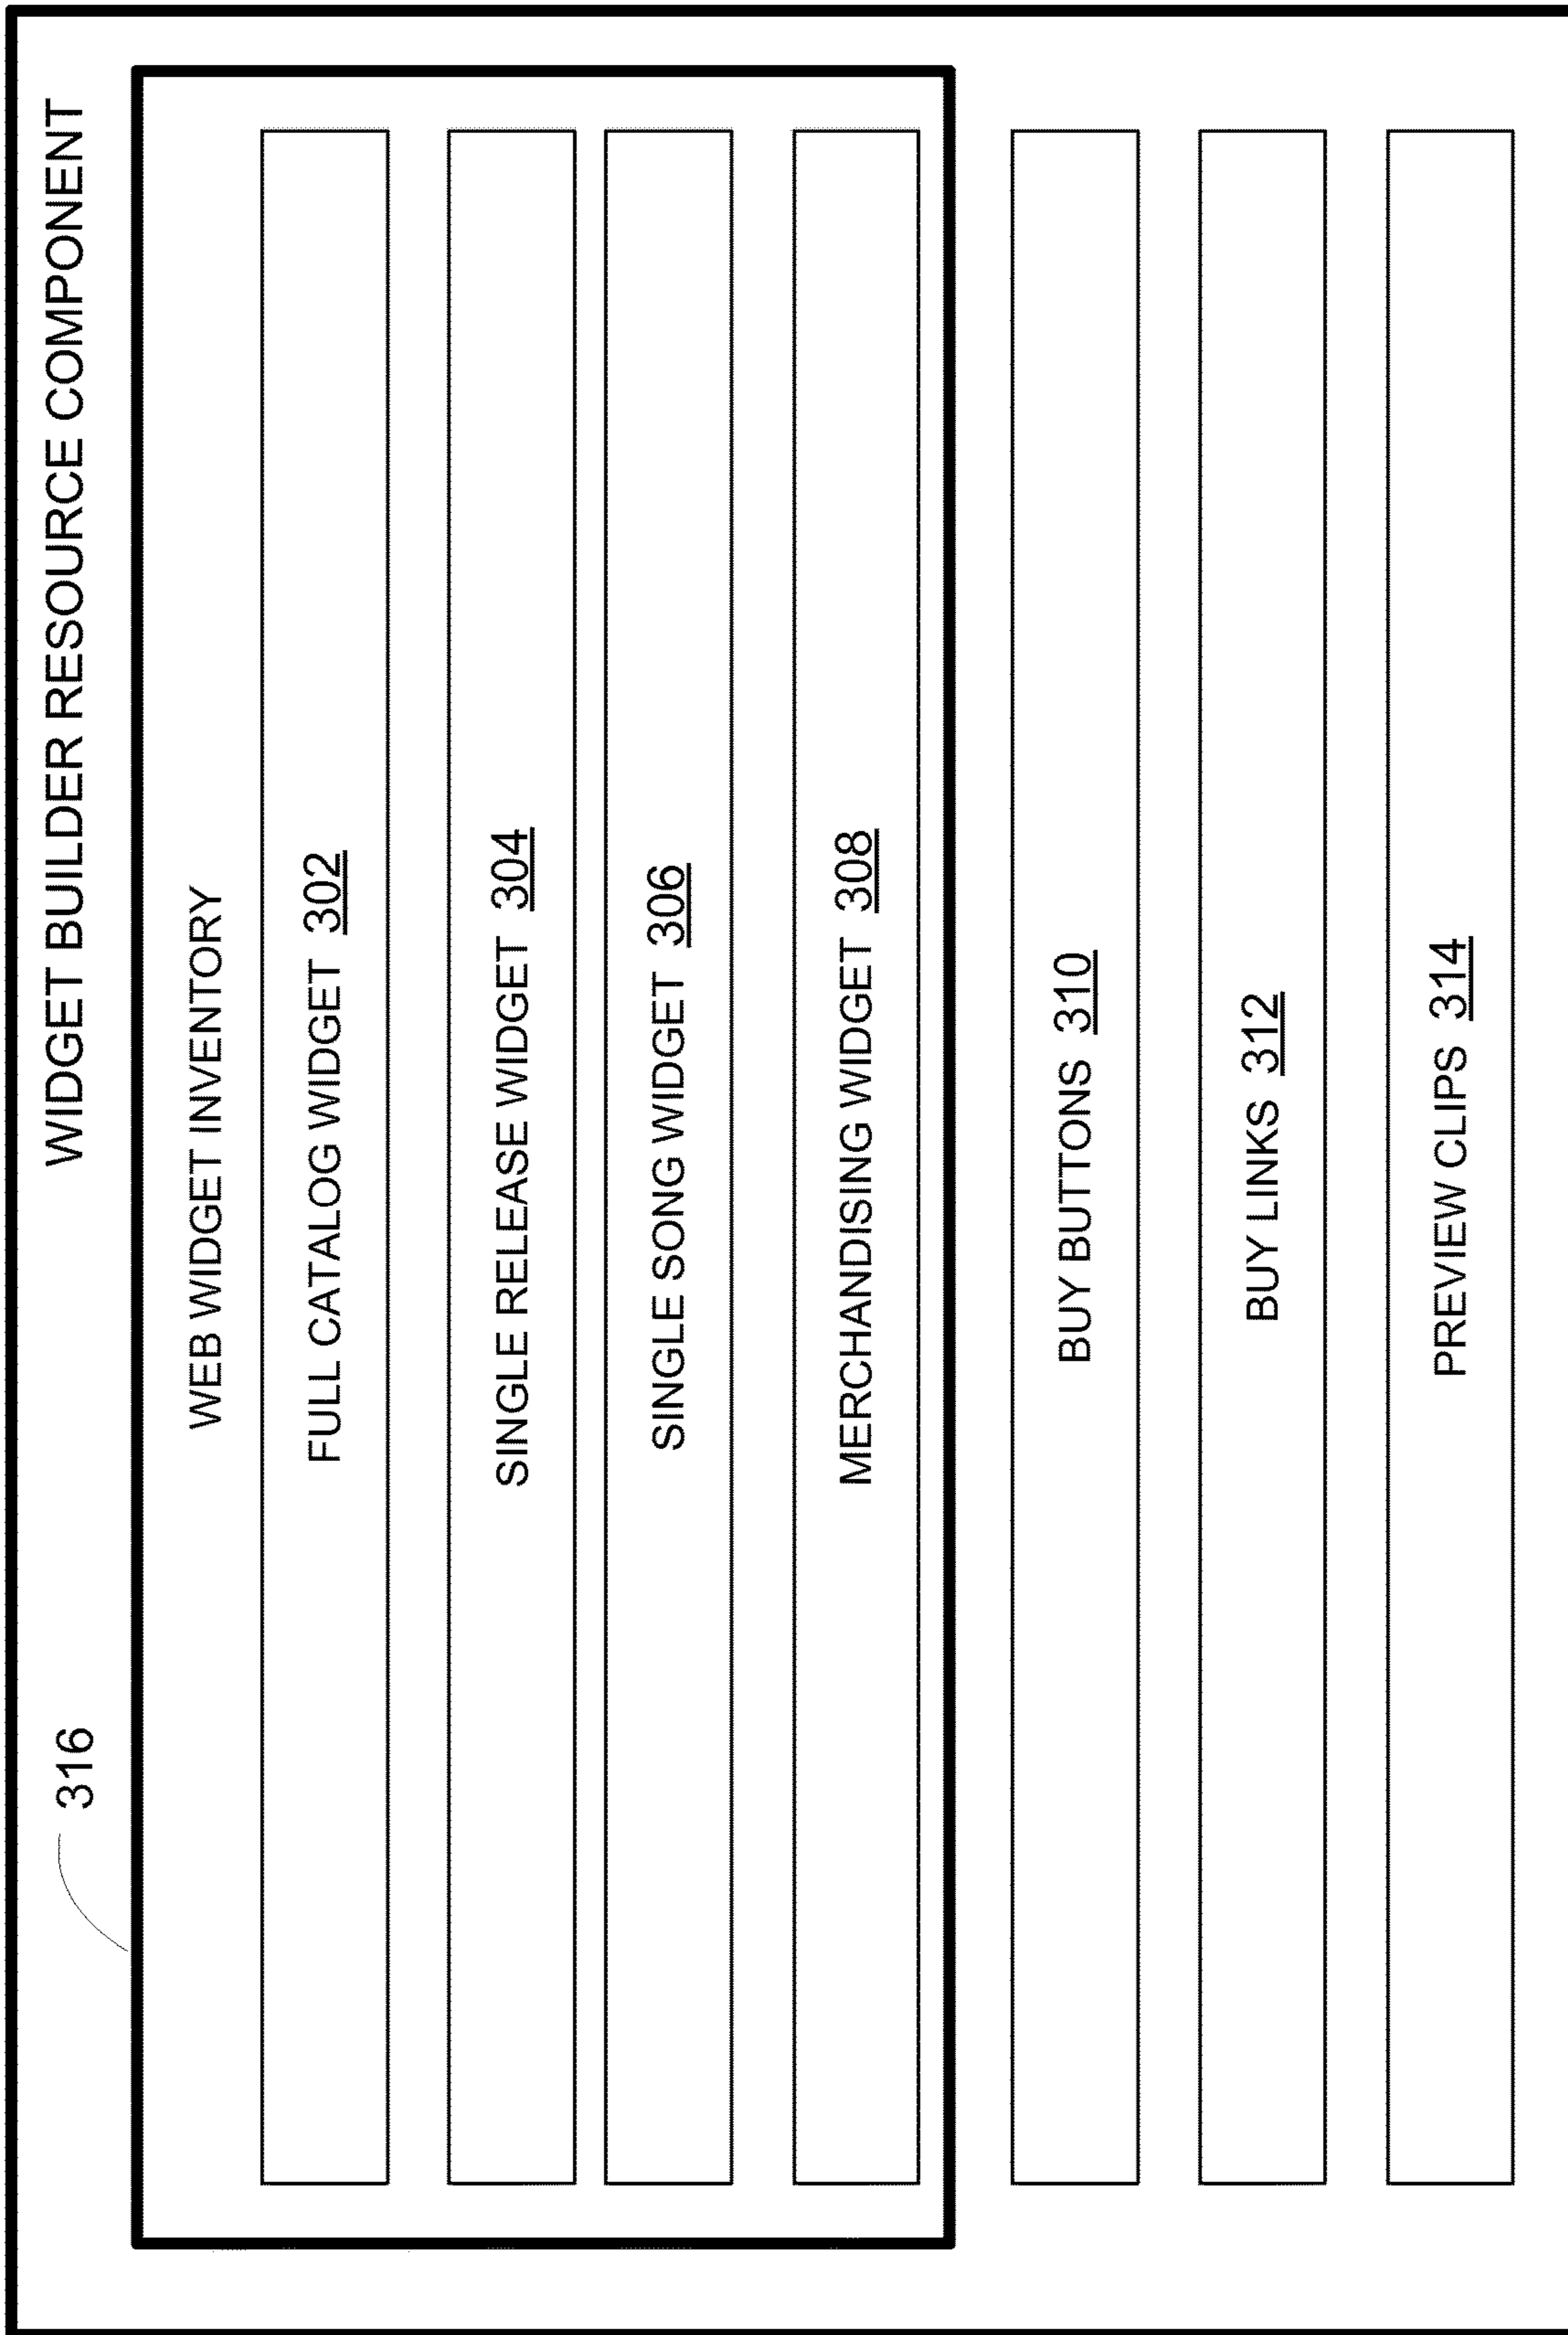 WIDGET BUILDER RESOURCE COMPONENT
316
WEB WIDGET INVENTORY
FULL CATALOG WIDGET 302
SINGLE RELEASE WIDGET 304
SINGLE SONG WIDGET 306
MERCHANDISING WIDGET 308
BUY BUTTONS 310
BUY LINKS 312
PREVIEW CLIPS 314